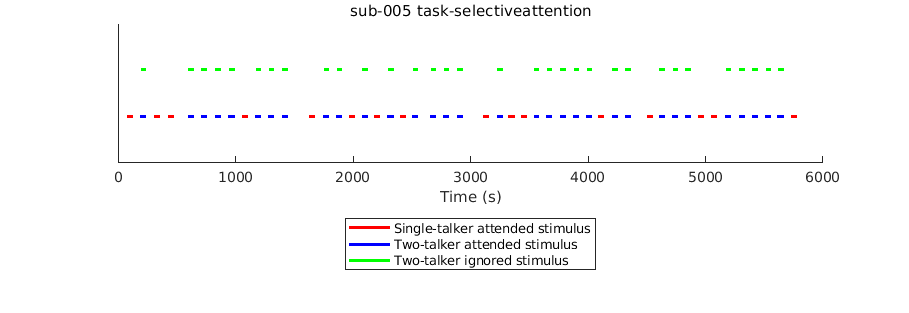 sub-005 task-selectiveattention
0 1000 2000 3000 4000 5000 6000
Time (s)
Single-talker attended stimulus
Two-talker attended stimulus
Two-talker ignored stimulus